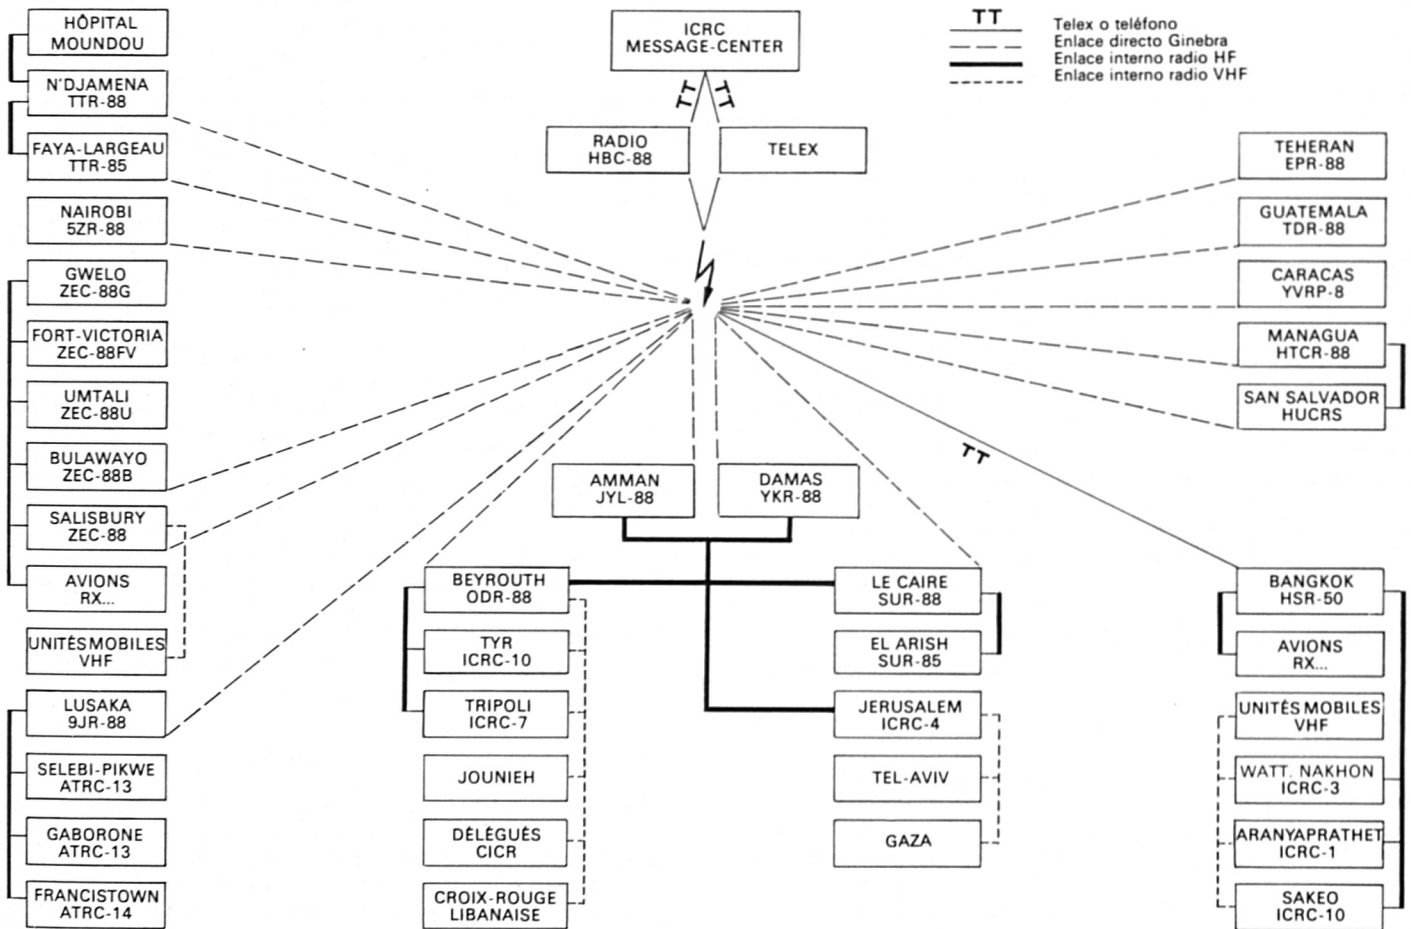 HÔPITAL
MOUNDOU
N'DJAMENA
TTR-88
FAYA-LARGEAU
TTR-85
NAIROBI
5ZR-88
GWELO
ZEC-88G
FORT-VICTORIA
ZEC-88FV
UMTALI
ZEC-88U
BULAWAYO
ZEC-88B
SALISBURY
ZEC-88
AVIONS
RX...
UNITÉS MOBILES
VHF
LUSAKA
9JR-88
SELEBI-PIKWE
ATRC-13
GABORONE
ATRC-13
FRANCISTOWN
ATRC-14
ICRC
MESSAGE-CENTER
TT
TT
RADIO
HBC-88
TELEX
AMMAN
JYL-88
DAMAS
YKR-88
BEYROUTH
ODR-88
TYR
ICRC-10
TRIPOLI
ICRC-7
JOUNIEH
DÉLÉGUÉS
CICR
CROIX-ROUGE
LIBANAISE
LE CAIRE
SUR-88
EL ARISH
SUR-85
JERUSALEM
ICRC-4
TEL-AVIV
GAZA
TT
Telex o teléfono
Enlace directo Ginebra
Enlace interno radio HF
Enlace interno radio VHF
TEHERAN
EPR-88
GUATEMALA
TDR-88
CARACAS
YVRP-8
MANAGUA
HTCR-88
SAN SALVADOR
HUCRS
TT
BANGKOK
HSR-50
AVIONS
RX...
UNITÉS MOBILES
VHF
WATT. NAKHON
ICRC-3
ARANYAPRATHET
ICRC-1
SAKEO
ICRC-10